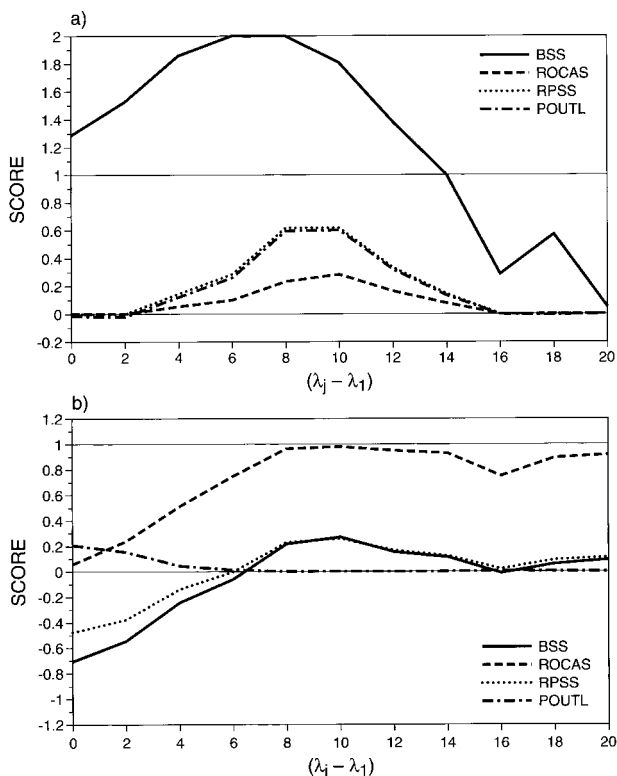 a)
2
1.8
1.6
1.4
1.2
1
0.8
0.6
0.4
0.2
0
-0.2
SCORE
BSS
ROCAS
RPSS
POUTL
0 2 4 6 8 10 12 14 16 18 20
(λj – λ1)
b)
1.2
1
0.8
0.6
0.4
0.2
0
-0.2
-0.4
-0.6
-0.8
-1
-1.2
SCORE
BSS
ROCAS
RPSS
POUTL
0 2 4 6 8 10 12 14 16 18 20
(λj – λ1)